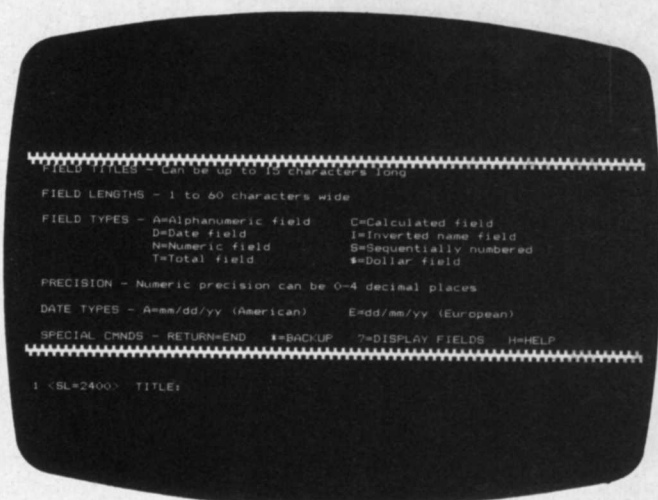 FIELD TITLES - Can be up to 15 characters long
FIELD LENGTHS - 1 to 60 characters wide
FIELD TYPES - A=Alphanumeric field C=Calculated field
D=Date field I=Inverted name field
N=Numeric field S=Sequentially numbered
T=Total field $=Dollar field
PRECISION - Numeric precision can be 0-4 decimal places
DATE TYPES - A=mm/dd/yy (American) E=dd/mm/yy (European)
SPECIAL CMNDS - RETURN=END *=BACKUP ?=DISPLAY FIELDS H=HELP
1 <SL=2400> TITLE: